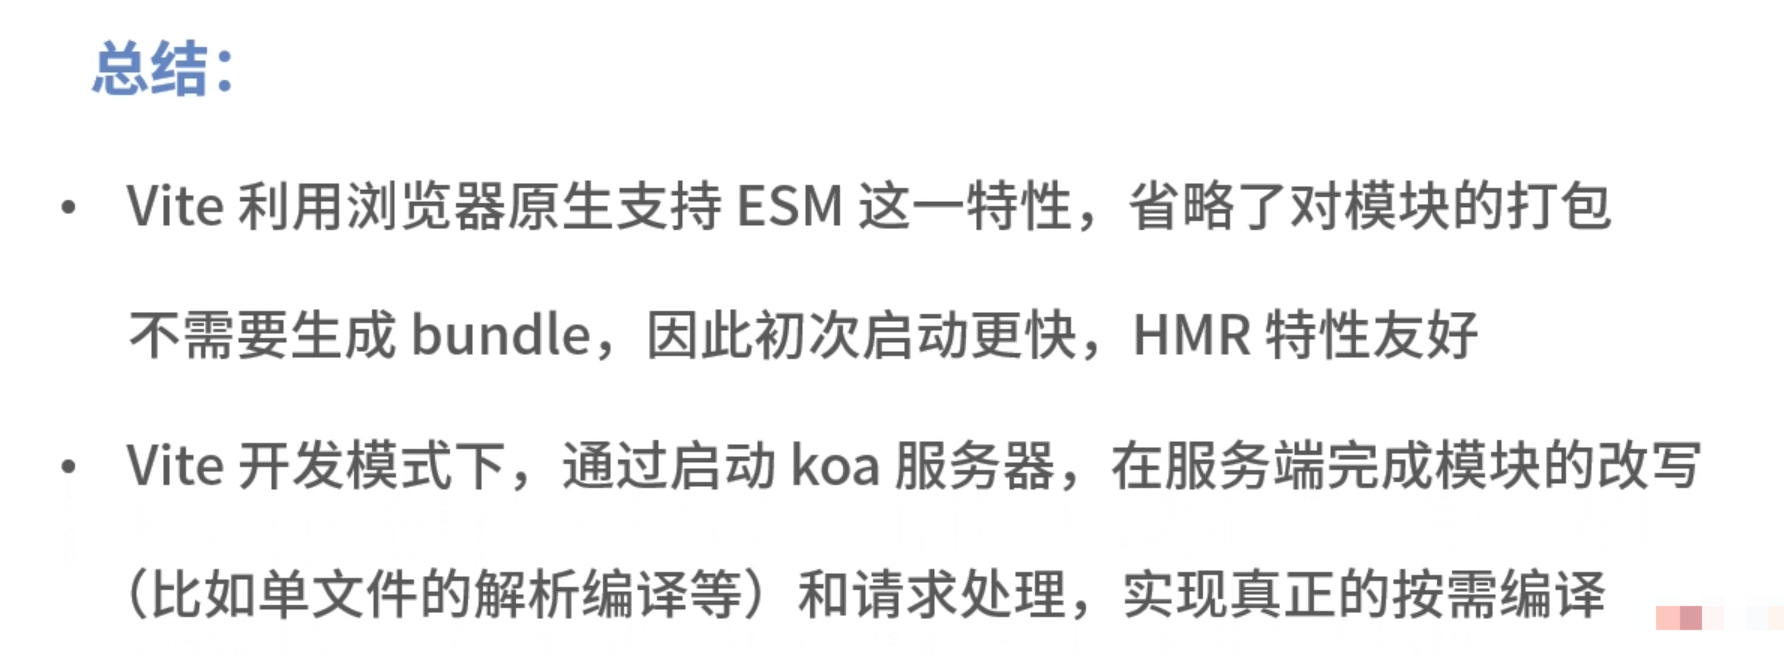 总结：
• Vite 利用浏览器原生支持 ESM 这一特性，省略了对模块的打包
不需要生成 bundle，因此初次启动更快，HMR 特性友好
• Vite 开发模式下，通过启动 koa 服务器，在服务端完成模块的改写
（比如单文件的解析编译等）和请求处理，实现真正的按需编译